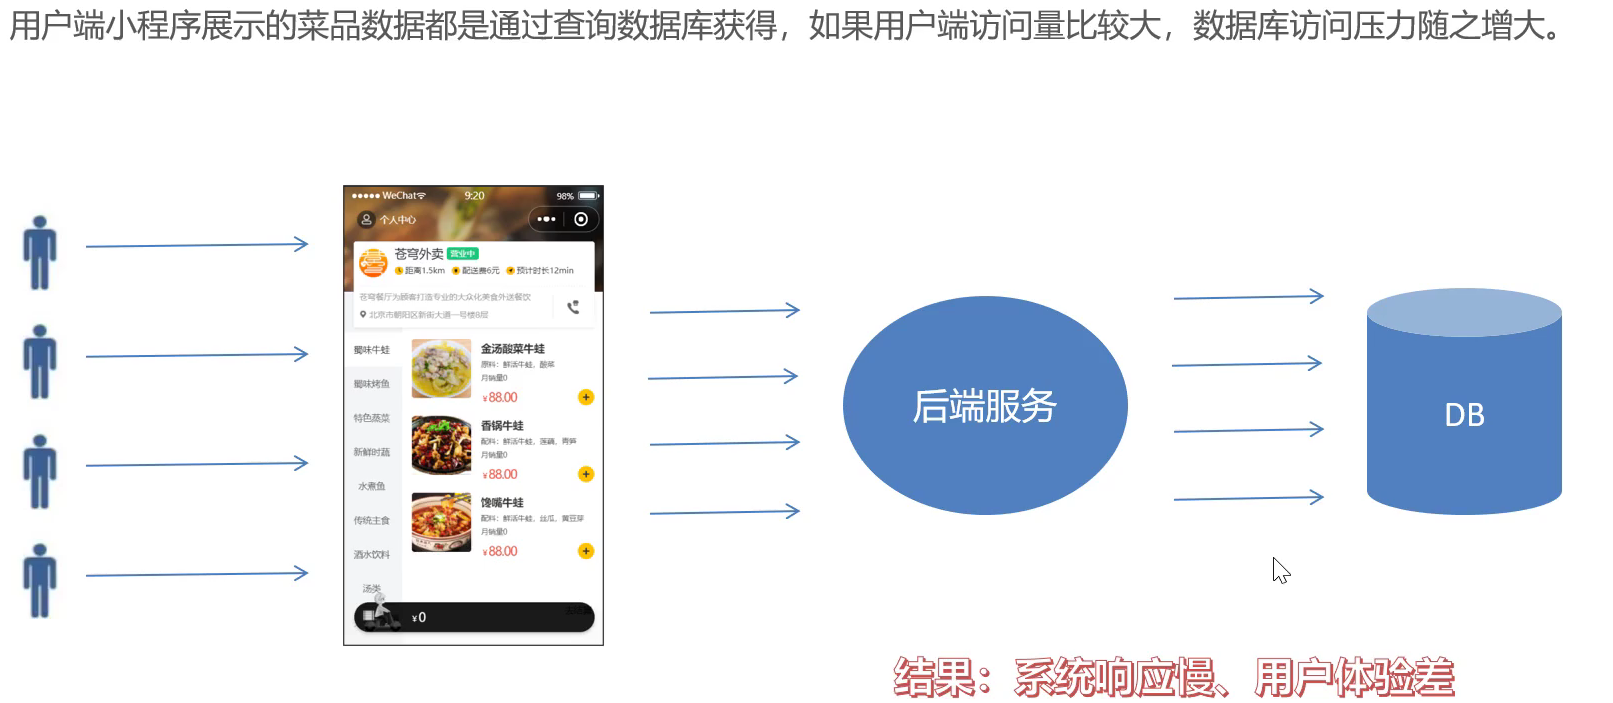 用户端小程序展示的菜品数据都是通过查询数据库获得，如果用户端访问量比较大，数据库访问压力随之增大。
WeChat 9:20 98%
个人中心
苍穹外卖 营业中
距离1.5km 配送费6元 预计时长12min
苍穹餐厅为顾客打造专业的大众化美食外送餐饮
北京市朝阳区新街大道一号楼8层
蜀味牛蛙
蜀味烤鱼
特色蒸菜
新鲜时蔬
水煮鱼
传统主食
酒水饮料
汤类
金汤酸菜牛蛙
原料：鲜活牛蛙，酸菜
月销量0
¥88.00
香锅牛蛙
配料：鲜活牛蛙，莲藕，青笋
月销量0
¥88.00
馋嘴牛蛙
配料：鲜活牛蛙，丝瓜，黄豆芽
月销量0
¥88.00
¥0
后端服务
DB
结果：系统响应慢、用户体验差